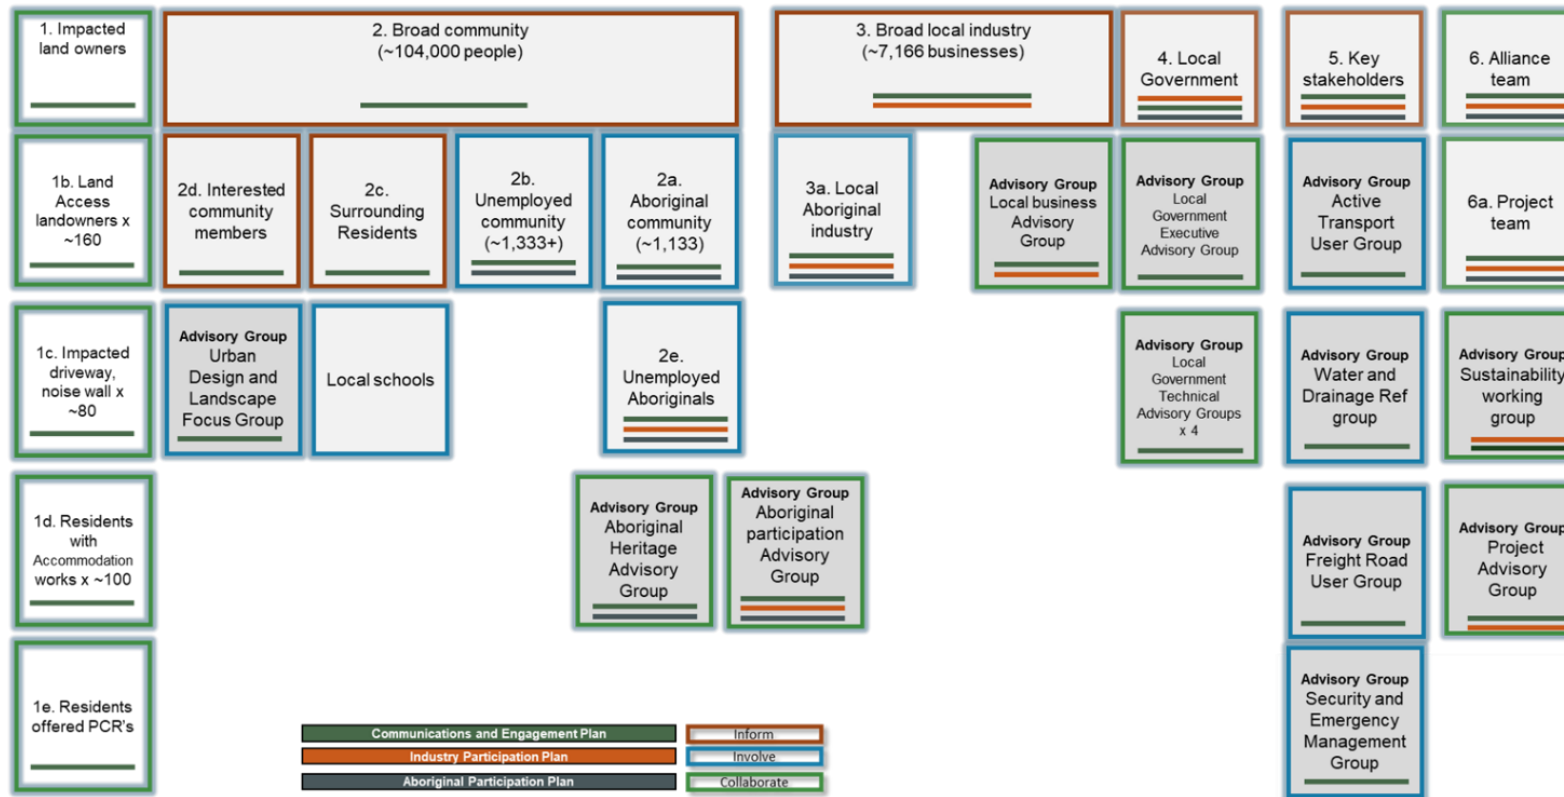 1. Impacted
land owners
2. Broad community
(~104,000 people)
3. Broad local industry
(~7,166 businesses)
4. Local
Government
5. Key
stakeholders
6. Alliance
team
1b. Land
Access
landowners x
~160
2d. Interested
community
members
2c.
Surrounding
Residents
2b.
Unemployed
community
(~1,333+)
2a.
Aboriginal
community
(~1,133)
3a. Local
Aboriginal
industry
Advisory Group
Local business
Advisory
Group
Advisory Group
Local
Government
Executive
Advisory Group
Advisory Group
Active
Transport
User Group
6a. Project
team
1c. Impacted
driveway,
noise wall x
~80
Advisory Group
Urban
Design and
Landscape
Focus Group
Local schools
2e.
Unemployed
Aboriginals
Advisory Group
Local
Government
Technical
Advisory Groups
x 4
Advisory Group
Water and
Drainage Ref
group
Advisory Group
Sustainability
working
group
1d. Residents
with
Accommodation
works x ~100
Advisory Group
Aboriginal
Heritage
Advisory
Group
Advisory Group
Aboriginal
participation
Advisory
Group
Advisory Group
Freight Road
User Group
Advisory Group
Project
Advisory
Group
1e. Residents
offered PCR's
Advisory Group
Security and
Emergency
Management
Group
Communications and Engagement Plan
Inform
Industry Participation Plan
Involve
Aboriginal Participation Plan
Collaborate